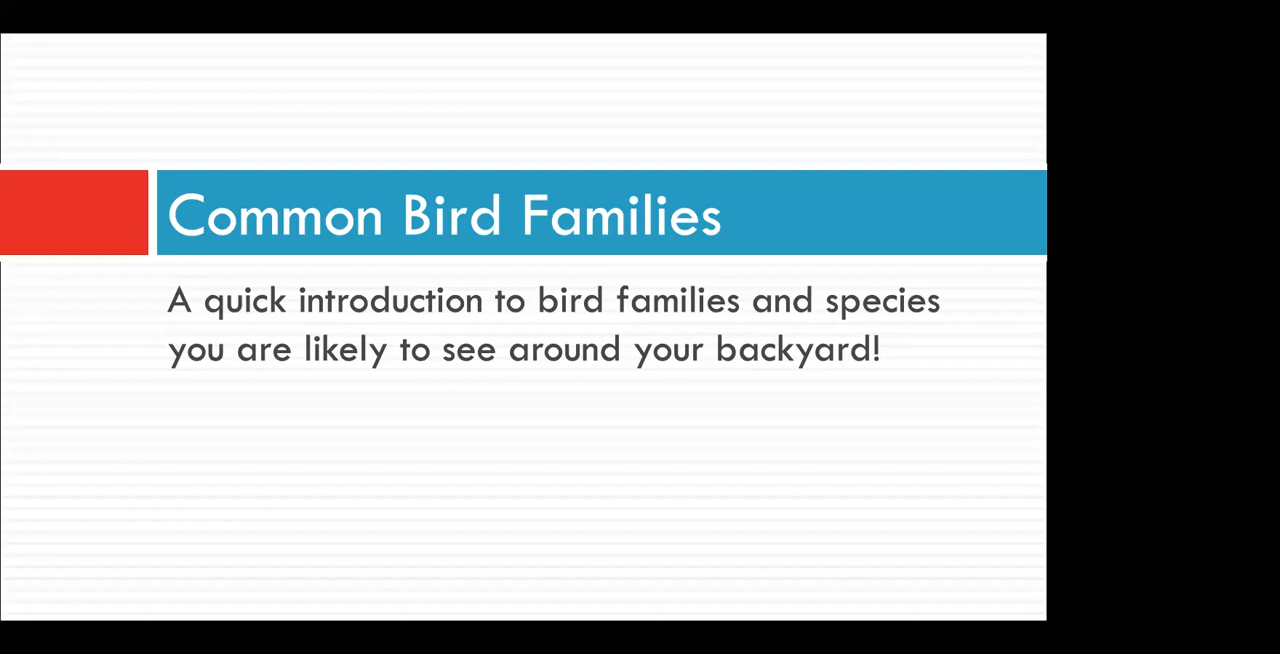 Common Bird Families
A quick introduction to bird families and species
you are likely to see around your backyard!